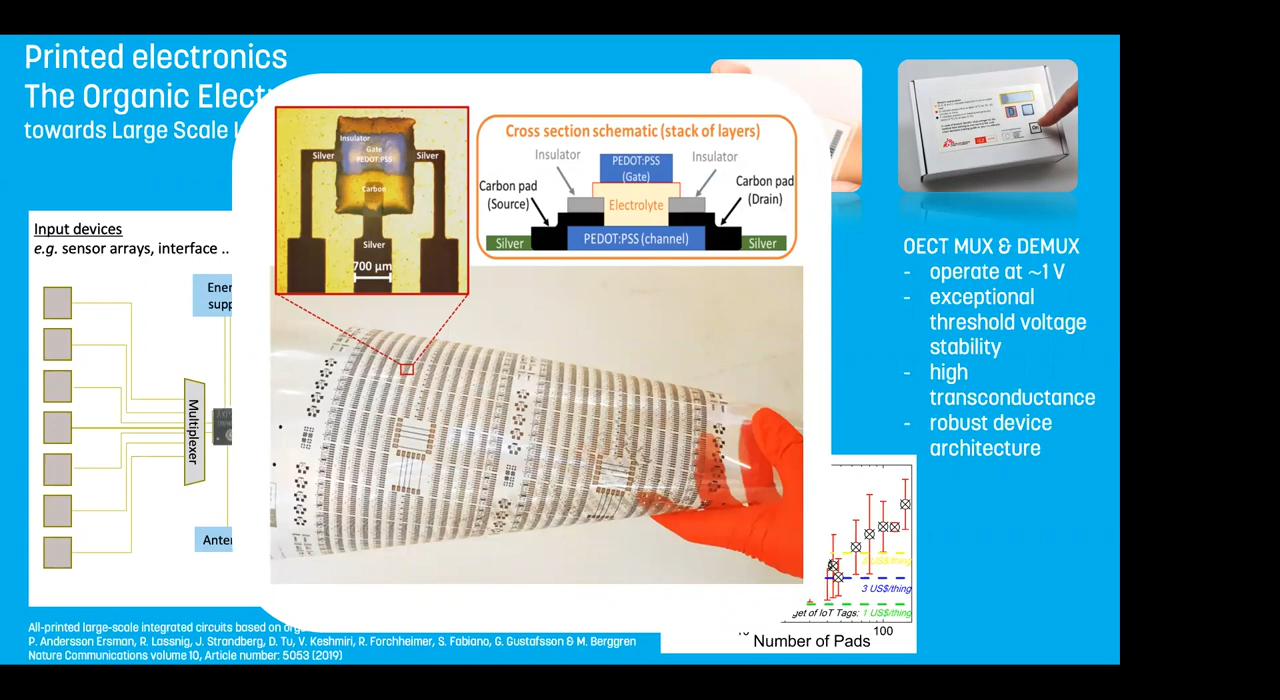 Printed electronics
The Organic Elect
towards Large Scale
Input devices
e.g. sensor arrays, interface ..
Ener
supp
Multiplexer
Anten
Insulator
Gate
PEDOT:PSS
Silver
Silver
Carbon
Silver
700 µm
Cross section schematic (stack of layers)
Insulator
PEDOT:PSS
(Gate)
Insulator
Carbon pad
(Source)
Electrolyte
Carbon pad
(Drain)
Silver
PEDOT:PSS (channel)
Silver
On
OECT MUX & DEMUX
- operate at ~1 V
- exceptional
threshold voltage
stability
- high
transconductance
- robust device
architecture
US$/thing
3 US$/thing
get of IoT Tags: 1 US$/thing
100
Number of Pads
All-printed large-scale integrated circuits based on
P. Andersson Ersman, R. Lassnig, J. Strandberg, D. Tu, V. Keshmiri, R. Forchheimer, S. Fabiano, G. Gustafsson & M. Berggren
Nature Communications volume 10, Article number: 5053 (2019)